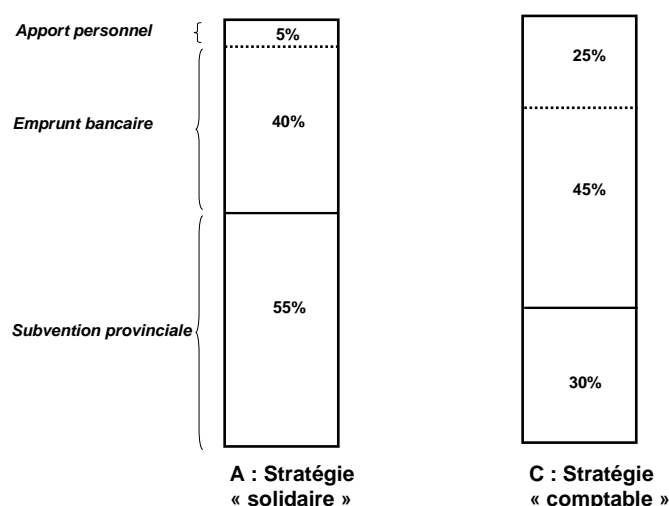 Apport personnel
5%
25%
Emprunt bancaire
40%
45%
55%
Subvention provinciale
30%
A : Stratégie
« solidaire »
C : Stratégie
« comptable »